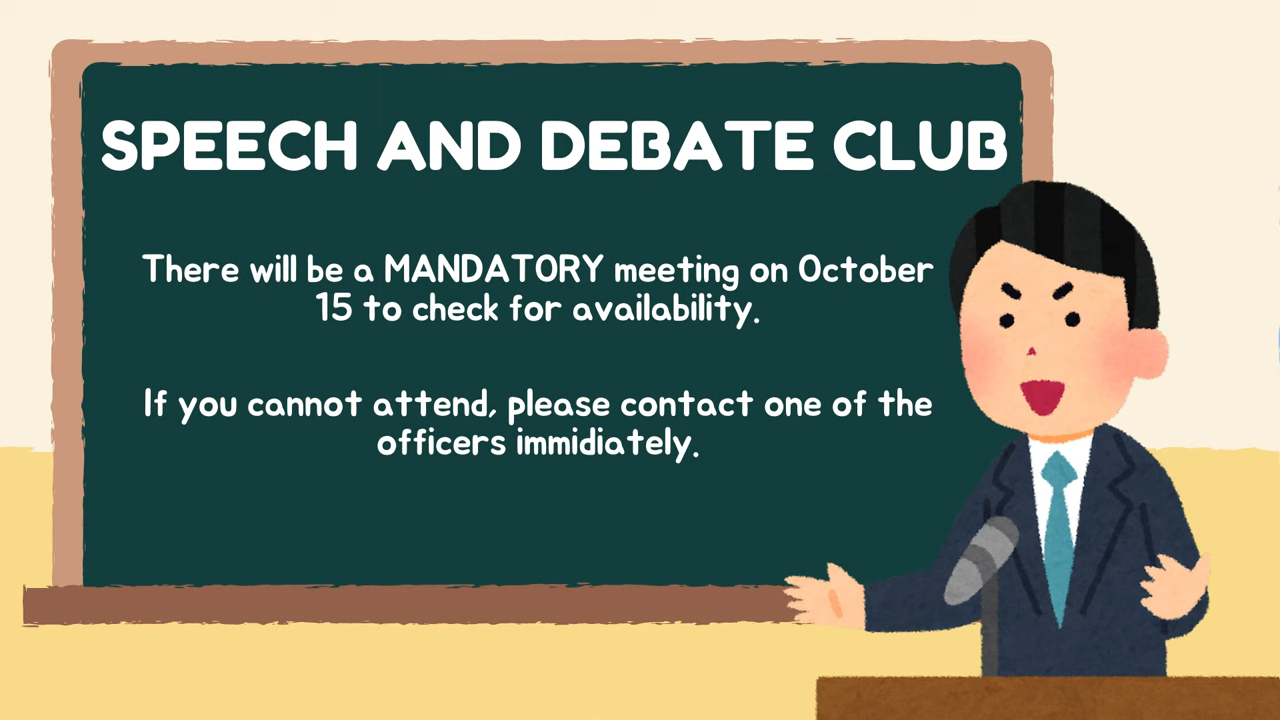 SPEECH AND DEBATE CLUB
There will be a MANDATORY meeting on October
15 to check for availability.
If you cannot attend, please contact one of the
officers immidiately.